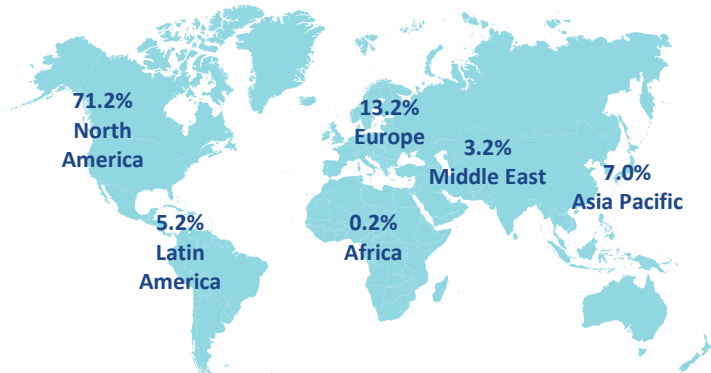 71.2%
North
America
13.2%
Europe
3.2%
Middle East
7.0%
Asia Pacific
5.2%
Latin
America
0.2%
Africa